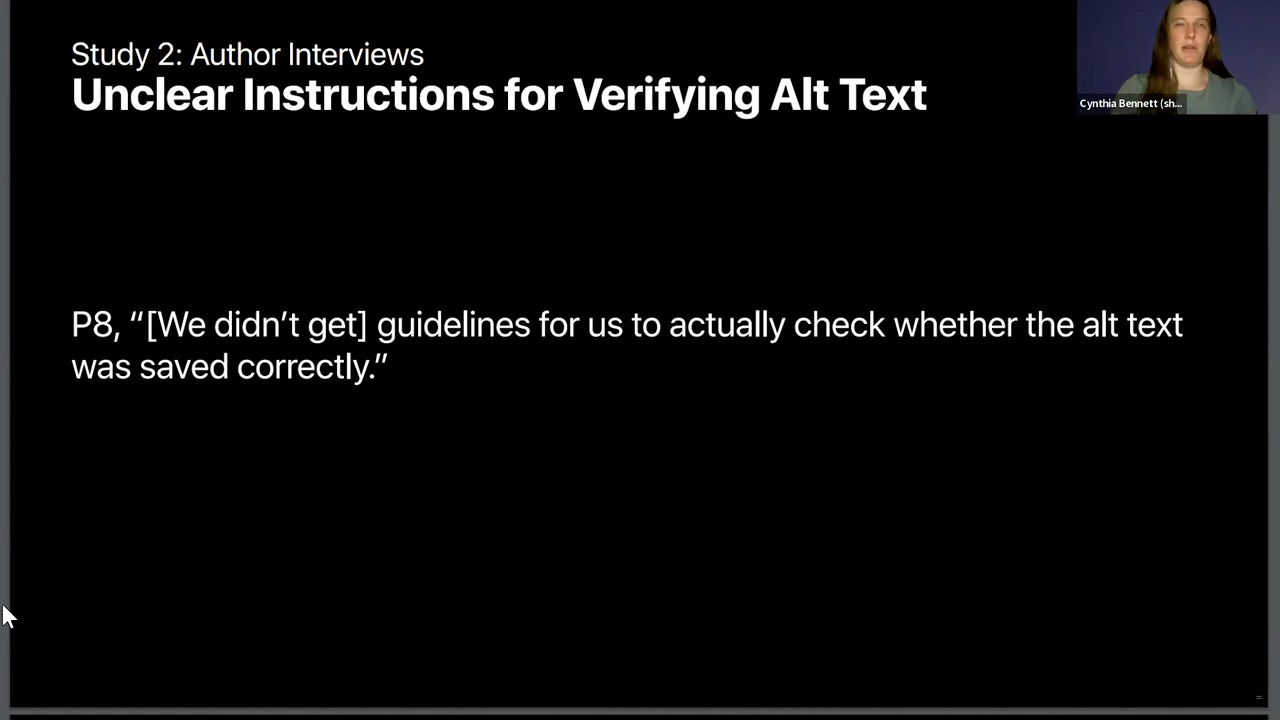 Study 2: Author Interviews
Unclear Instructions for Verifying Alt Text
Cynthia Bennett (sh...
P8, “[We didn’t get] guidelines for us to actually check whether the alt text
was saved correctly.”